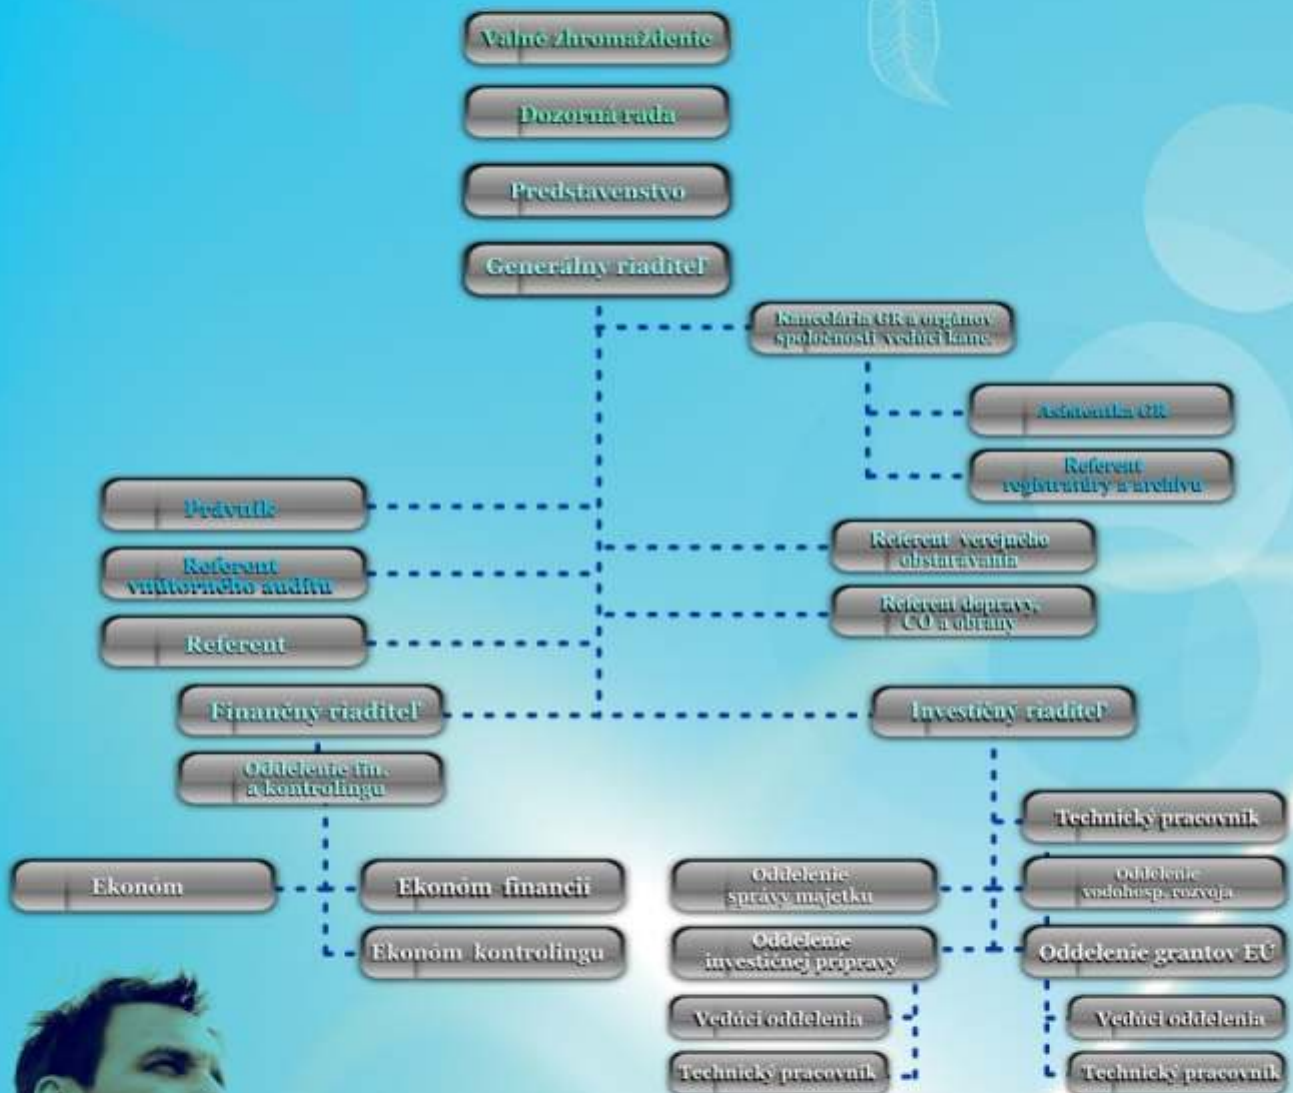 Valné zhromaždenie
Dozorná rada
Predstavenstvo
Generálny riaditeľ
Kancelária GR a orgánov
spoločnosti vedúci kanc.
Asistentka GR
Referent
registratúry a archívu
Právnik
Referent
vnútorného auditu
Referent
Referent verejného
obstarávania
Referent dopravy,
CO a obrany
Finančný riaditeľ
Investičný riaditeľ
Oddelenie fin.
a kontrolingu
Technický pracovník
Ekonóm
Ekonóm financií
Oddelenie
správy majetku
Oddelenie
vodohosp. rozvoja
Ekonóm kontrolingu
Oddelenie
investičnej prípravy
Oddelenie grantov EÚ
Vedúci oddelenia
Vedúci oddelenia
Technický pracovník
Technický pracovník